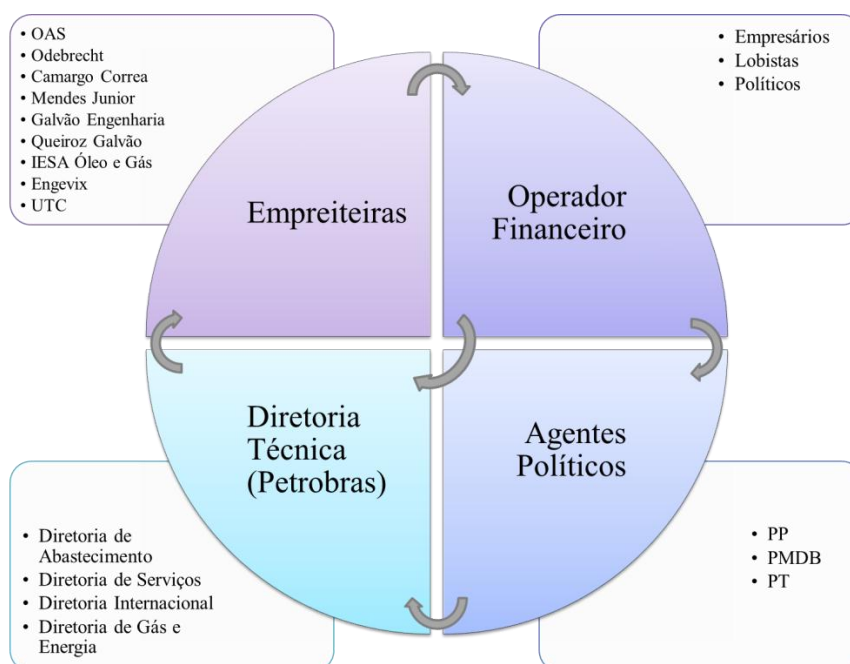 • OAS
• Odebrecht
• Camargo Correa
• Mendes Junior
• Galvão Engenharia
• Queiroz Galvão
• IESA Óleo e Gás
• Engevix
• UTC
• Empresários
• Lobistas
• Políticos
Empreiteiras
Operador
Financeiro
Diretoria
Técnica
(Petrobras)
Agentes
Políticos
• Diretoria de
Abastecimento
• Diretoria de Serviços
• Diretoria Internacional
• Diretoria de Gás e
Energia
• PP
• PMDB
• PT